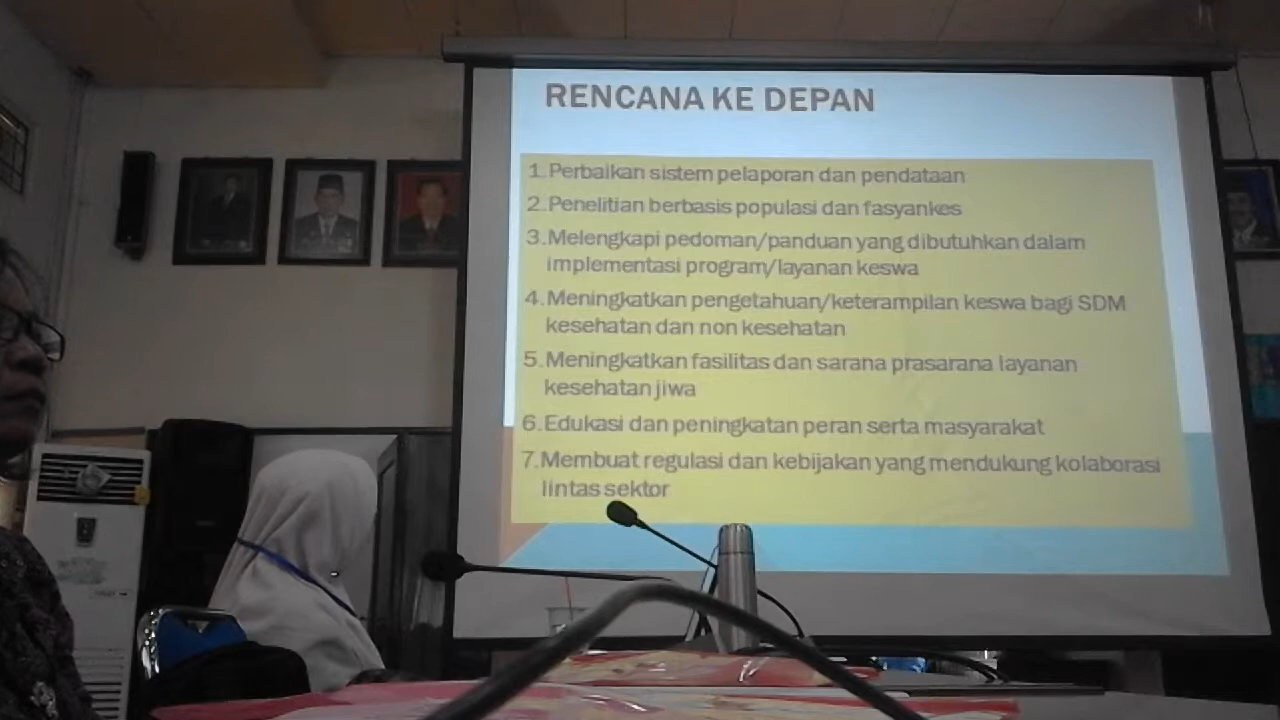 RENCANA KE DEPAN
1.Perbaikan sistem pelaporan dan pendataan
2.Penelitian berbasis populasi dan fasyankes
3.Melengkapi pedoman/panduan yang dibutuhkan dalam
implementasi program/layanan keswa
4.Meningkatkan pengetahuan/keterampilan keswa bagi SDM
kesehatan dan non kesehatan
5.Meningkatkan fasilitas dan sarana prasarana layanan
kesehatan jiwa
6.Edukasi dan peningkatan peran serta masyarakat
7.Membuat regulasi dan kebijakan yang mendukung kolaborasi
lintas sektor